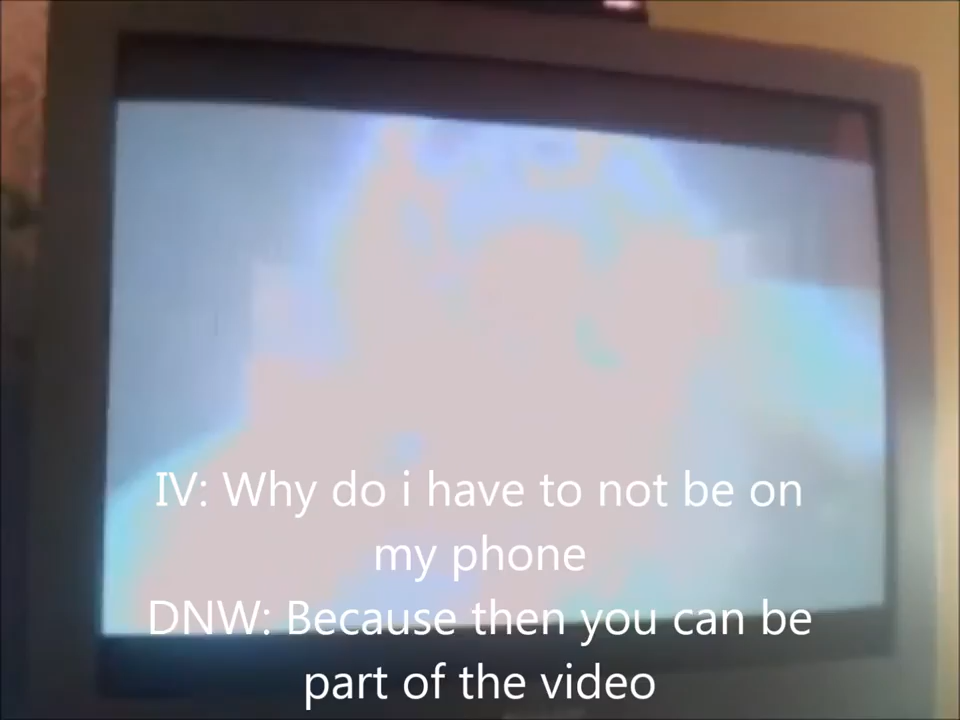 IV: Why do i have to not be on
my phone
DNW: Because then you can be
part of the video